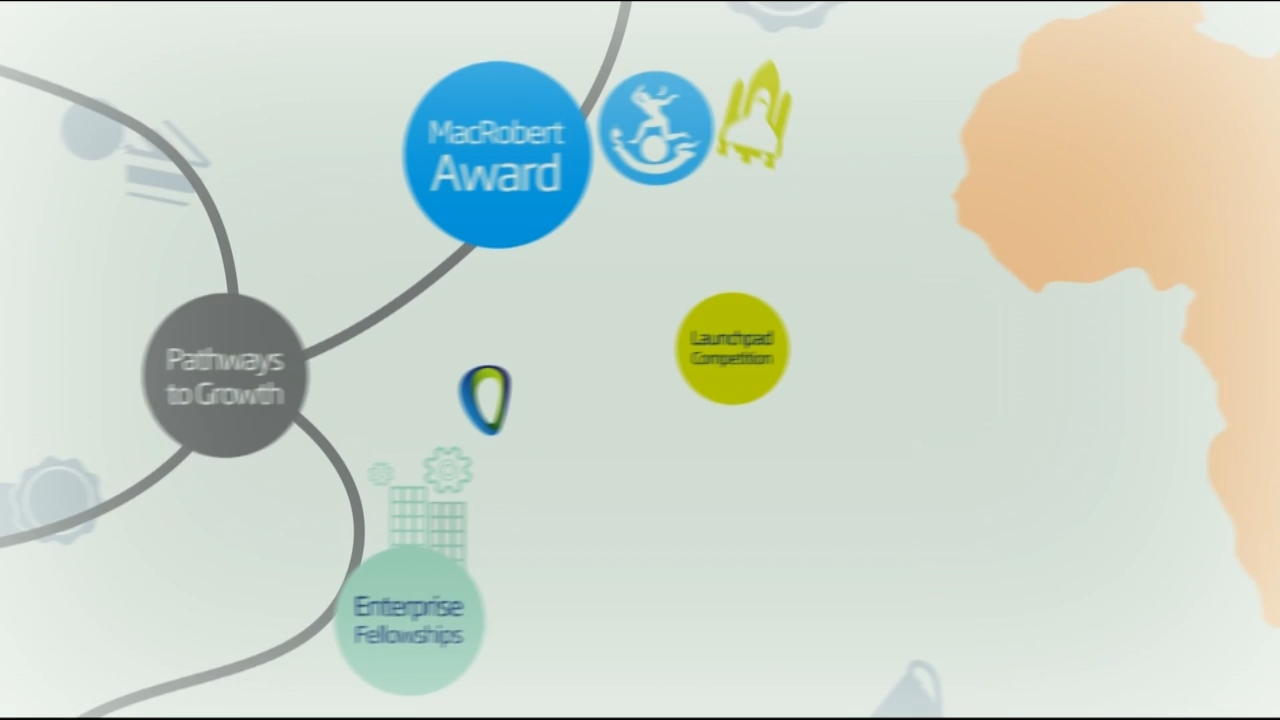 MacRobert
Award
Launchpad
Competition
Pathways
to Growth
Enterprise
Fellowships